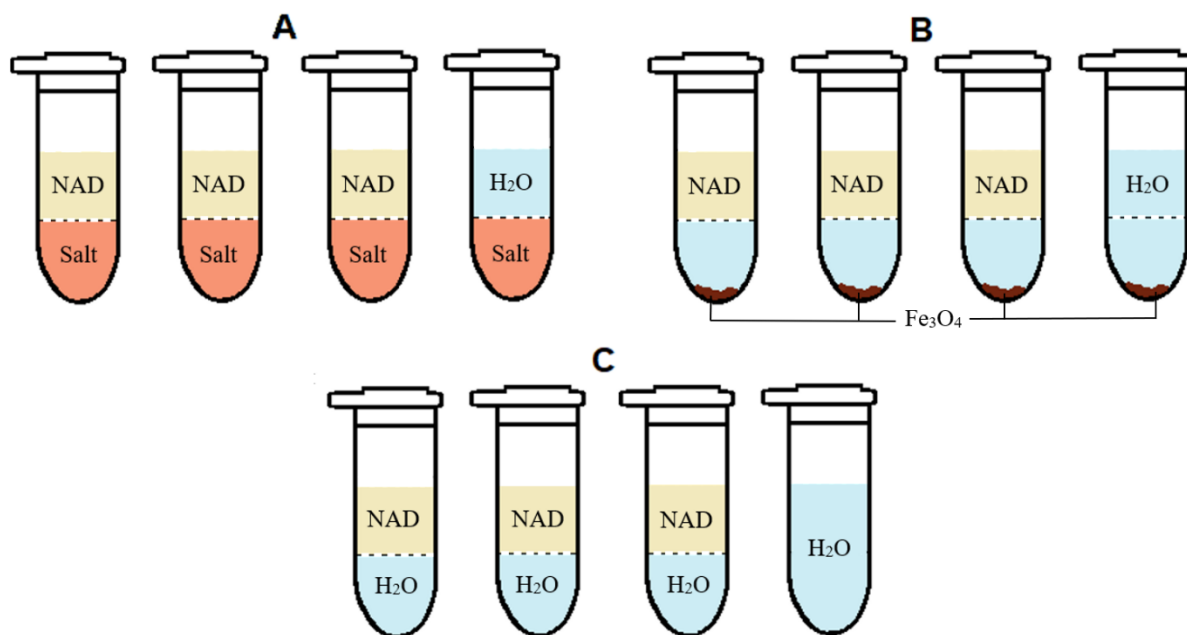 A
NAD NAD NAD H₂O
Salt Salt Salt Salt
B
NAD NAD NAD H₂O
Fe₃O₄
C
NAD NAD NAD
H₂O H₂O H₂O H₂O